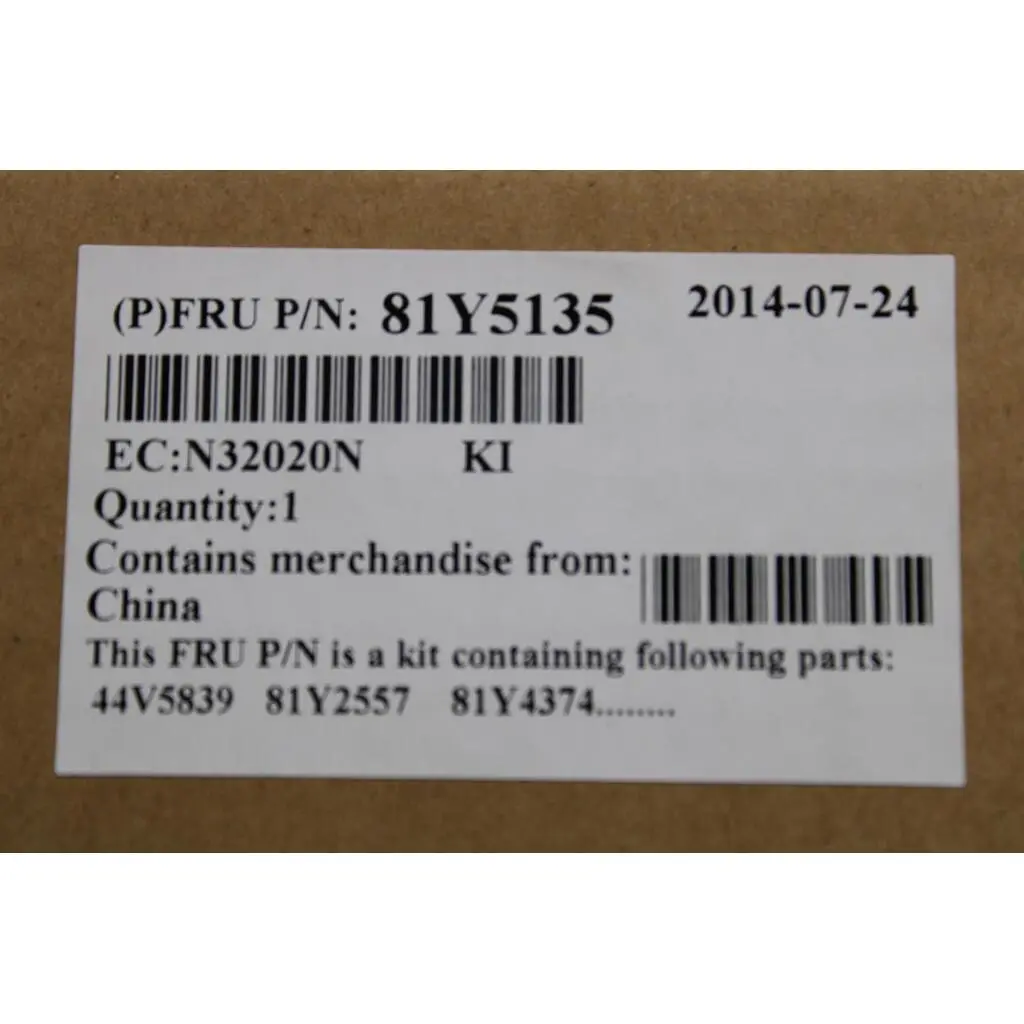 (P)FRU P/N: 81Y5135 2014-07-24
EC:N32020N KI
Quantity:1
Contains merchandise from:
China
This FRU P/N is a kit containing following parts:
44V5839 81Y2557 81Y4374........